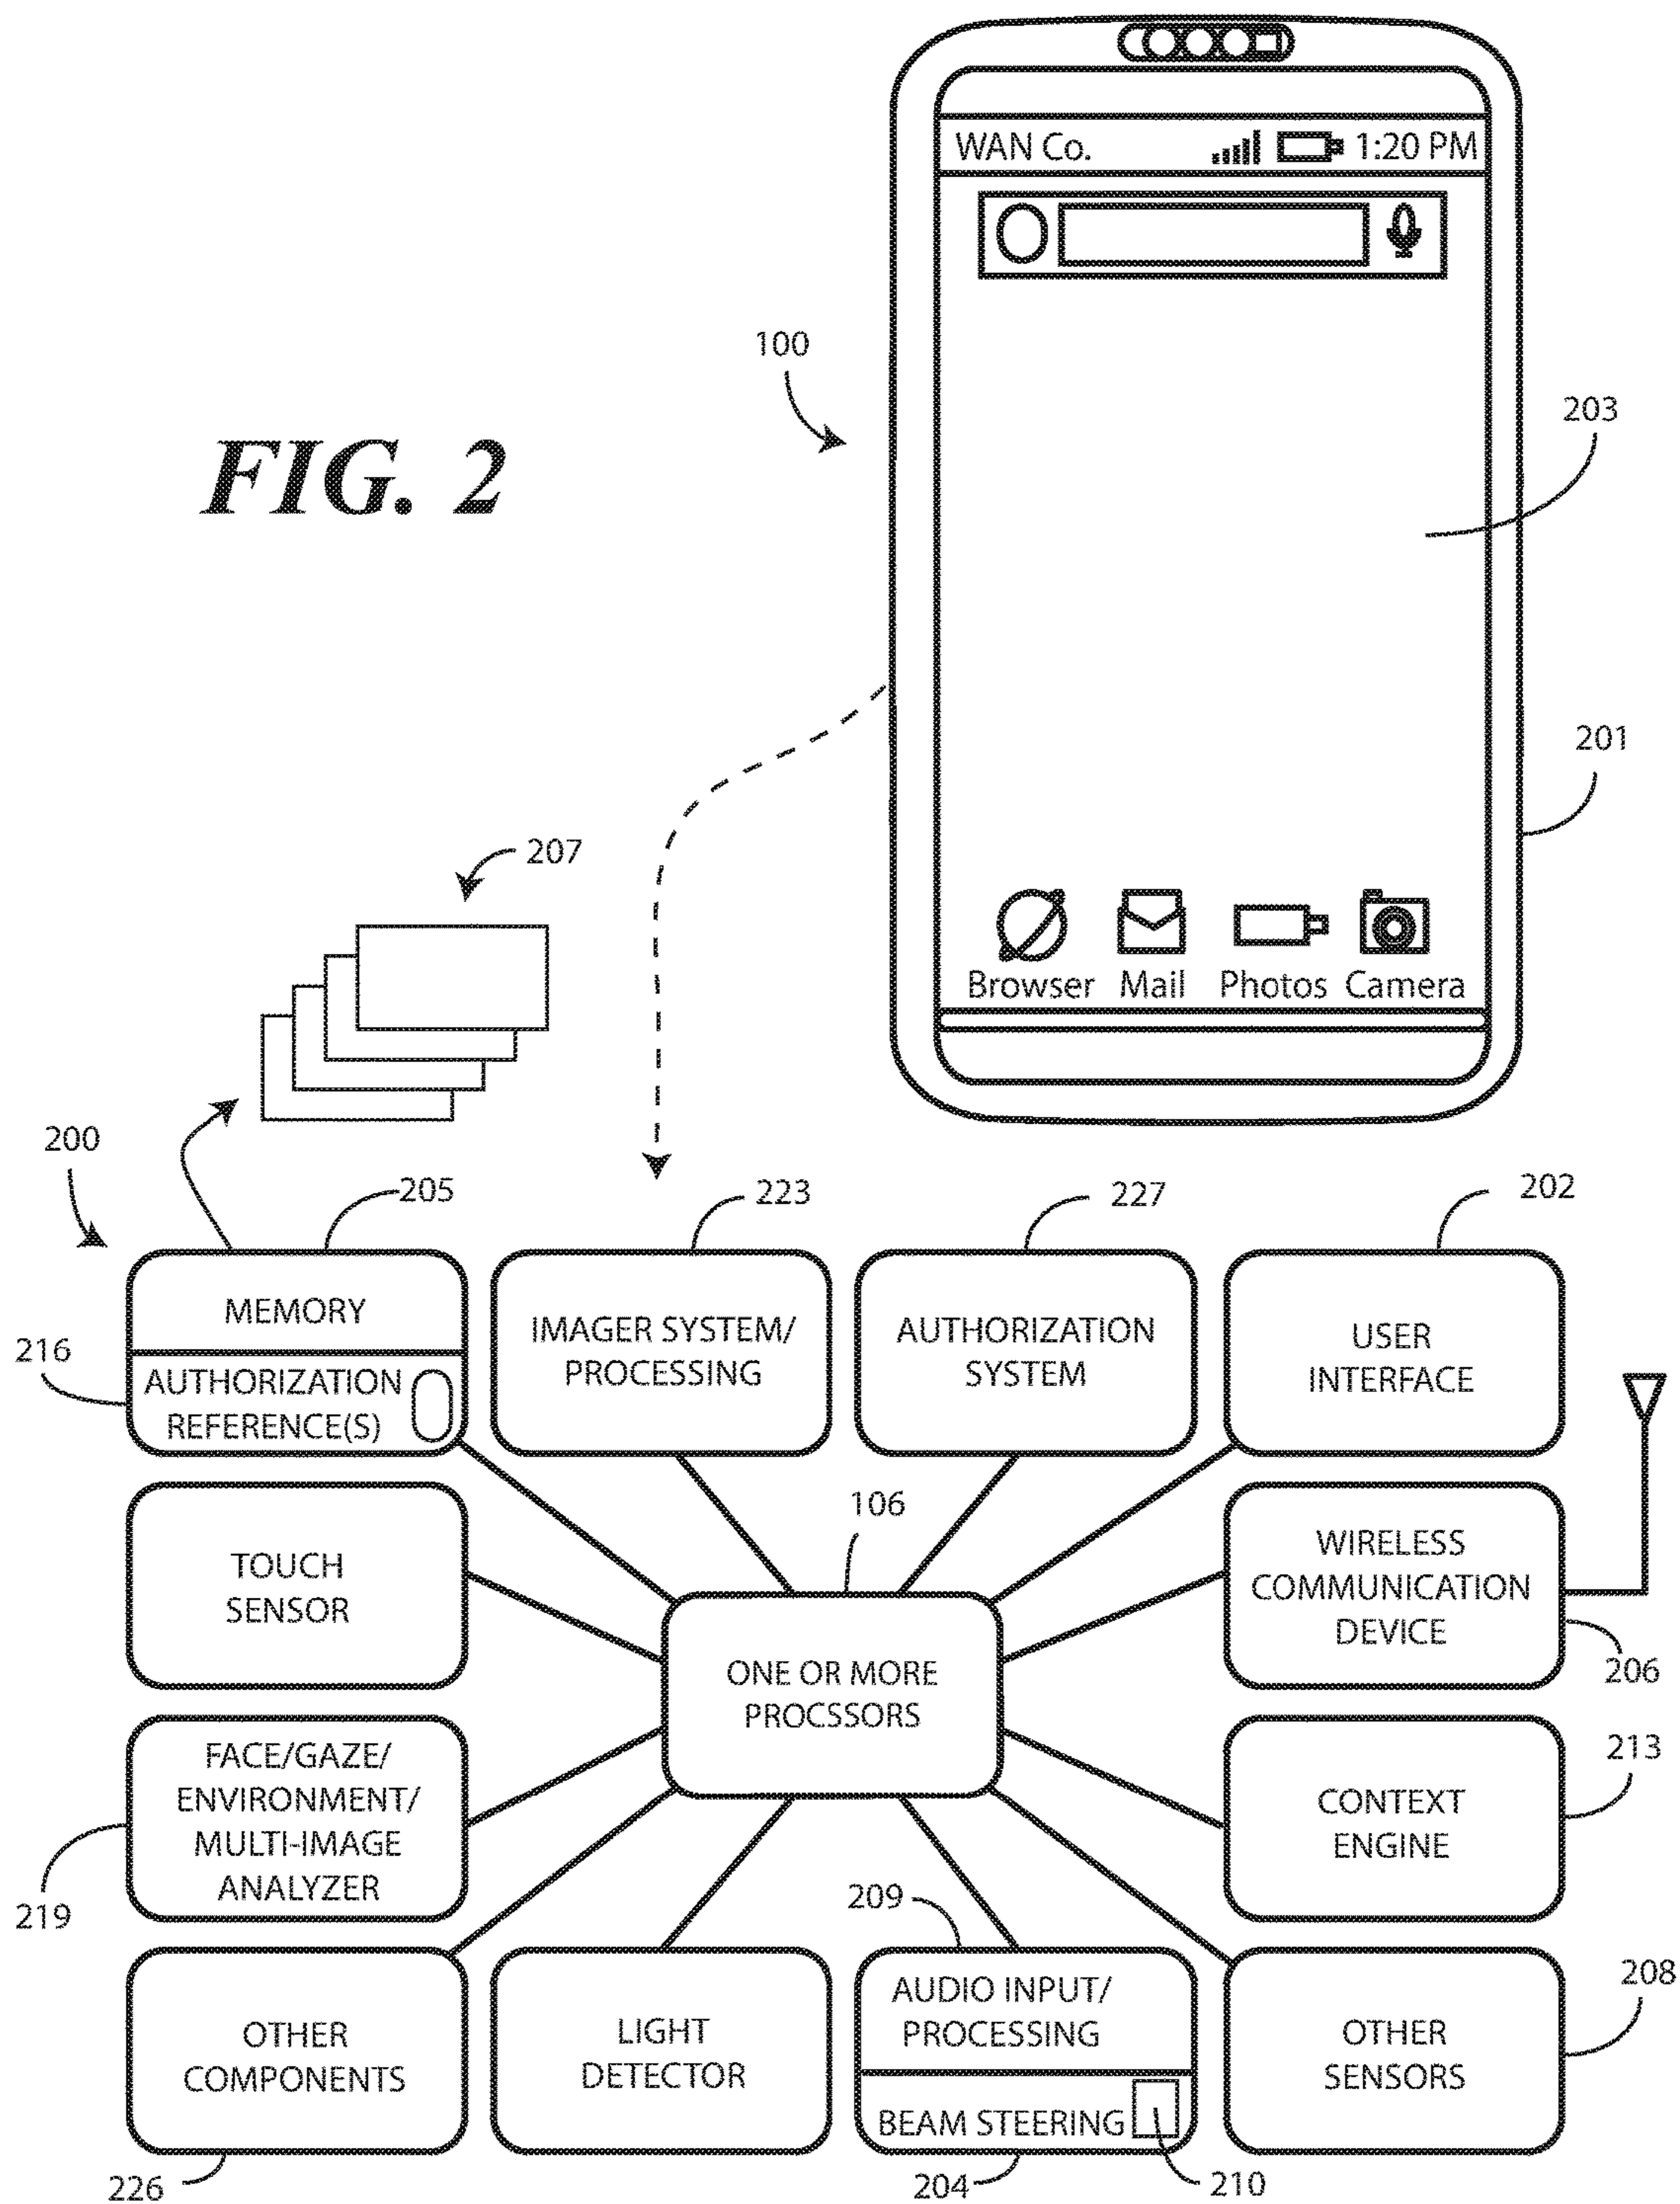 WAN Co. 1:20 PM
100
203
FIG. 2
201
207
Browser Mail Photos Camera
200
205
223
227
202
MEMORY
216
AUTHORIZATION
REFERENCE(S)
IMAGER SYSTEM/
PROCESSING
AUTHORIZATION
SYSTEM
USER
INTERFACE
106
TOUCH
SENSOR
WIRELESS
COMMUNICATION
DEVICE
206
ONE OR MORE
PROCSSORS
FACE/GAZE/
ENVIRONMENT/
MULTI-IMAGE
ANALYZER
219
213
CONTEXT
ENGINE
209
208
OTHER
COMPONENTS
LIGHT
DETECTOR
AUDIO INPUT/
PROCESSING
BEAM STEERING
OTHER
SENSORS
226
204
210